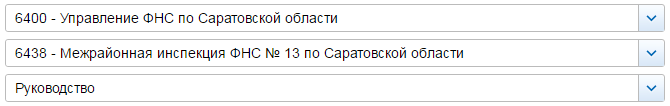 6400 - Управление ФНС по Саратовской области
6438 - Межрайонная инспекция ФНС № 13 по Саратовской области
Руководство